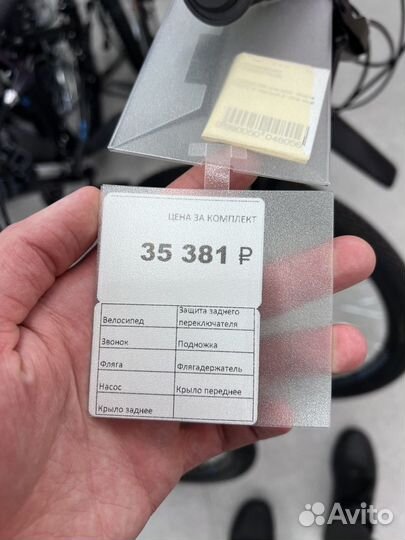 ЦЕНА ЗА КОМПЛЕКТ
35 381 ₽
Велосипед
Защита заднего
переключателя
Звонок
Подножка
Фляга
Флягадержатель
Насос
Крыло переднее
Крыло заднее
Avito